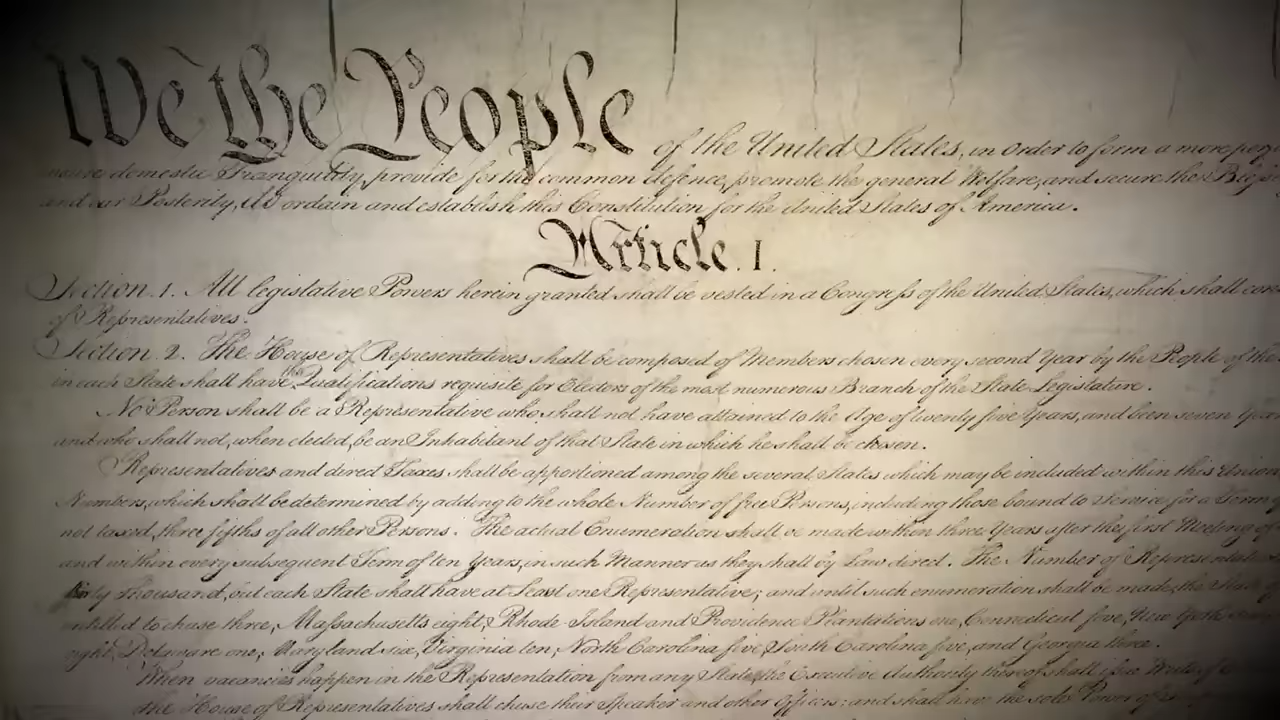 We the People of the United States, in Order to form a more
insure domestic Tranquility, provide for the common defence, promote the general Welfare, and secure the
and our Posterity, do ordain and establish this Constitution for the United States of America.
Article. I.
Section. 1. All legislative Powers herein granted shall be vested in a Congress of the United States, which shall
of Representatives.
Section. 2. The House of Representatives shall be composed of Members chosen every second Year by the People of the
in each State shall have Qualifications requisite for Electors of the most numerous Branch of the State Legislature.
No Person shall be a Representative who shall not have attained to the Age of twenty five Years, and been seven
and who shall not, when elected, be an Inhabitant of that State in which he shall be chosen.
Representatives and direct Taxes shall be apportioned among the several States which may be included within this Union
Numbers, which shall be determined by adding to the whole Number of free Persons, including those bound to Service for a Term
not taxed, three fifths of all other Persons. The actual Enumeration shall be made within three Years after the first Meeting of
and within every subsequent Term of ten Years, in such Manner as they shall by Law direct. The Number of
thirty Thousand, but each State shall have at Least one Representative; and until such enumeration shall be made, the State
entitled to chuse three, Massachusetts eight, Rhode Island and Providence Plantations one, Connecticut five, New York
eight, Delaware one, Maryland six, Virginia ten, North Carolina five, South Carolina five, and Georgia three.
When vacancies happen in the Representation from any State, the Executive Authority thereof shall issue Writs of
The House of Representatives shall chuse their Speaker and other Officers; and shall have the sole Power of